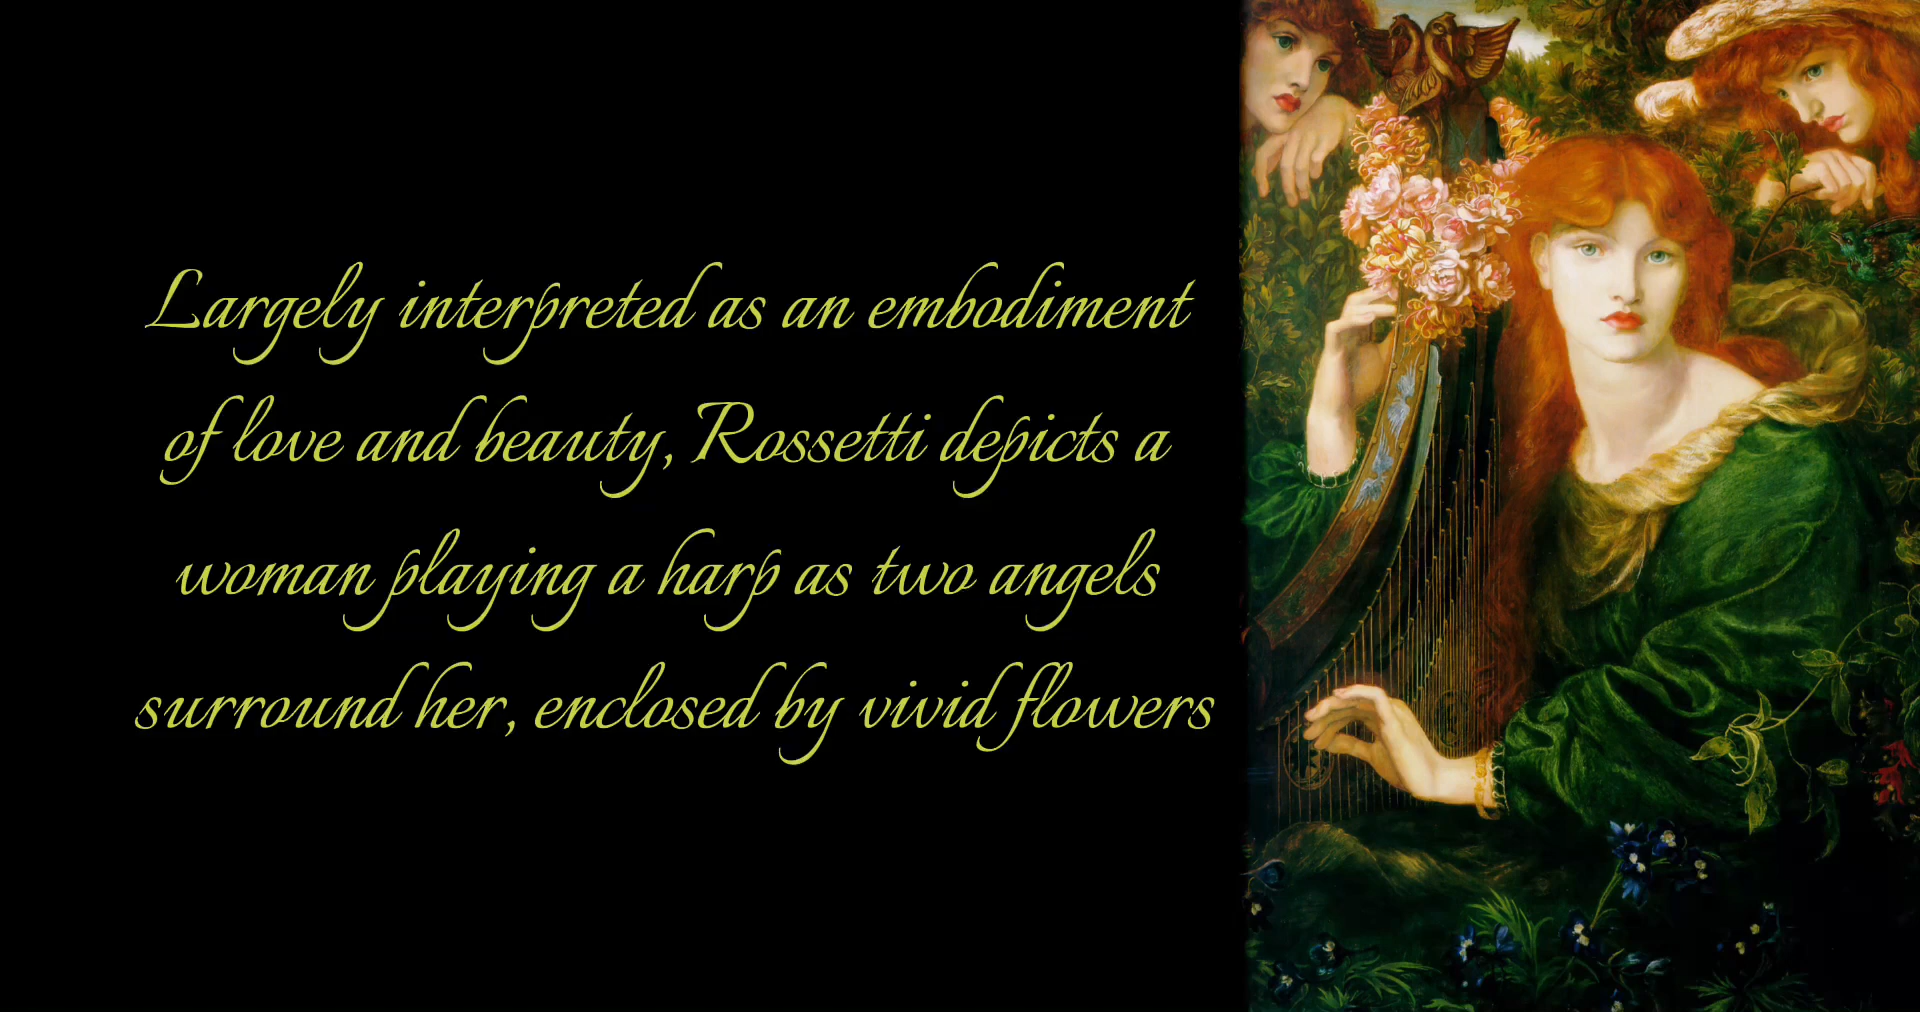 Largely interpreted as an embodiment
of love and beauty, Rossetti depicts a
woman playing a harp as two angels
surround her, enclosed by vivid flowers